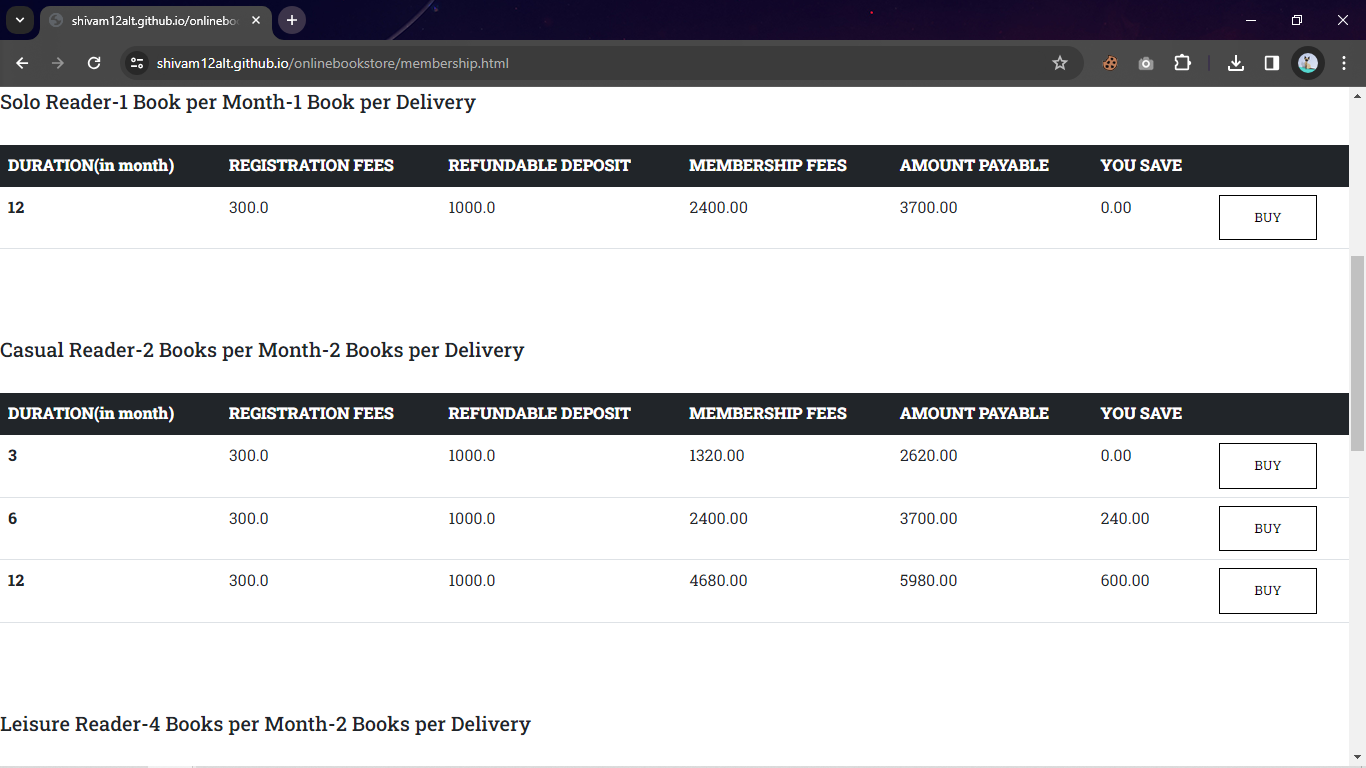 shivam12alt.github.io/onlinebo
shivam12alt.github.io/onlinebookstore/membership.html
Solo Reader-1 Book per Month-1 Book per Delivery
DURATION(in month) REGISTRATION FEES REFUNDABLE DEPOSIT MEMBERSHIP FEES AMOUNT PAYABLE YOU SAVE
12 300.0 1000.0 2400.00 3700.00 0.00 BUY
Casual Reader-2 Books per Month-2 Books per Delivery
DURATION(in month) REGISTRATION FEES REFUNDABLE DEPOSIT MEMBERSHIP FEES AMOUNT PAYABLE YOU SAVE
3 300.0 1000.0 1320.00 2620.00 0.00 BUY
6 300.0 1000.0 2400.00 3700.00 240.00 BUY
12 300.0 1000.0 4680.00 5980.00 600.00 BUY
Leisure Reader-4 Books per Month-2 Books per Delivery